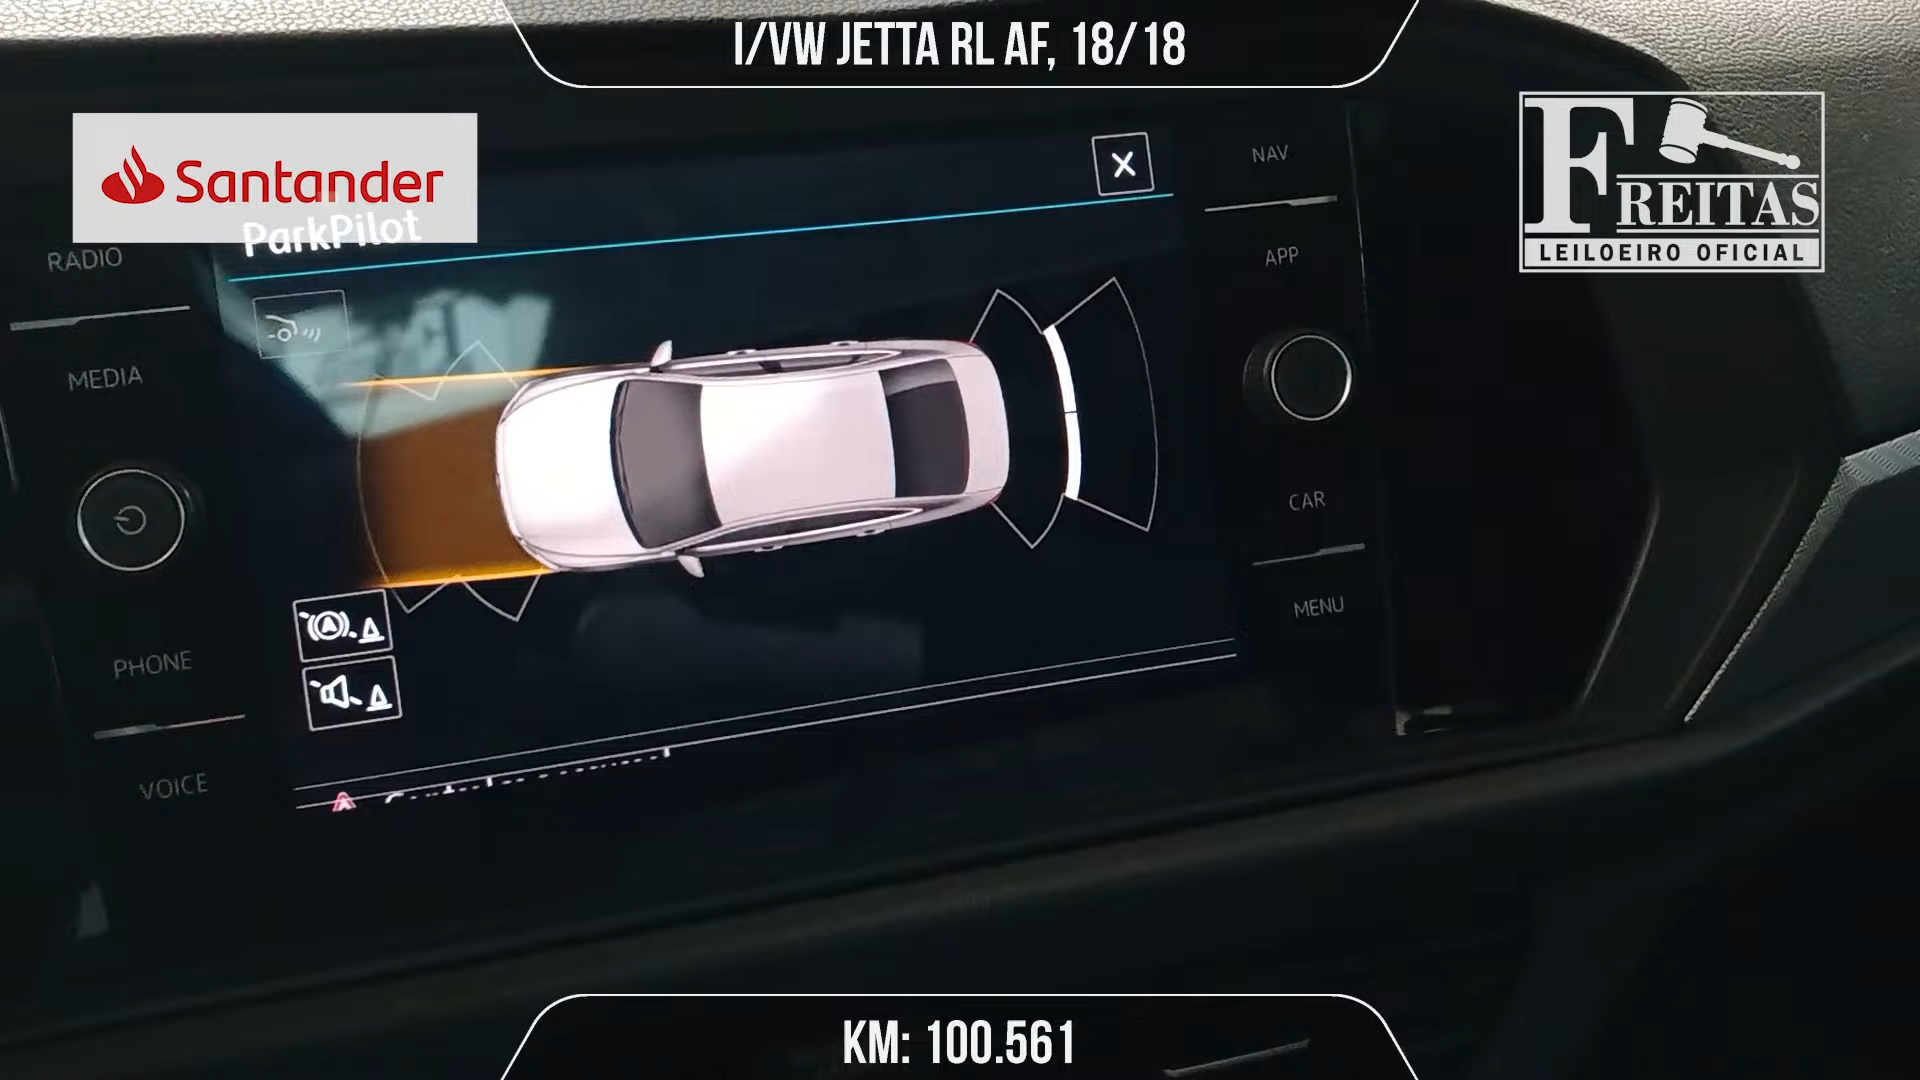 I/VW JETTA RL AF, 18/18
Santander
FREITAS
LEILOEIRO OFICIAL
ParkPilot
RADIO
MEDIA
PHONE
VOICE
NAV
APP
CAR
MENU
KM: 100.561